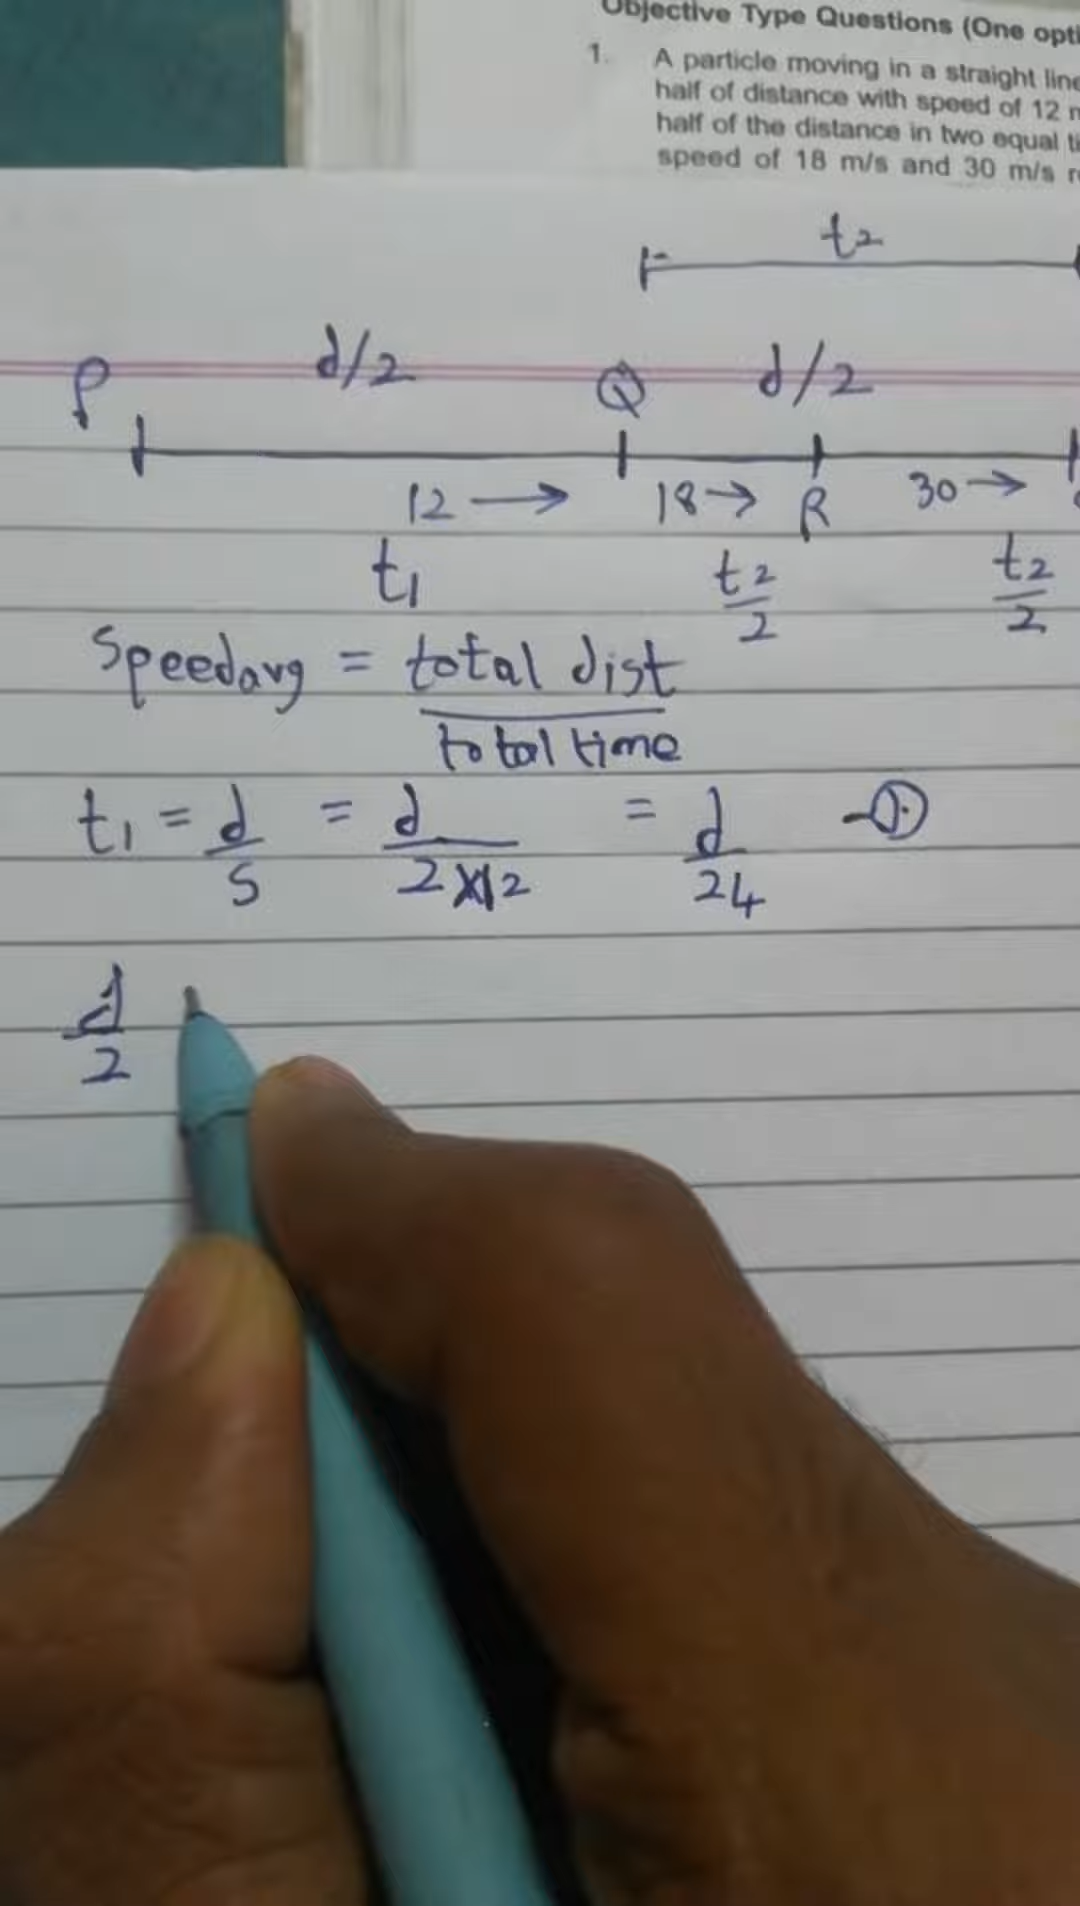 Objective Type Questions (One opti
1. A particle moving in a straight line
half of distance with speed of 12 m
half of the distance in two equal ti
speed of 18 m/s and 30 m/s r
t2
P d/2 Q d/2
12 → 18 → R 30 →
t1 t2/2 t2/2
Speedavg = total dist
total time
t1 = d/S = d/2×12 = d/24 -①
d/2